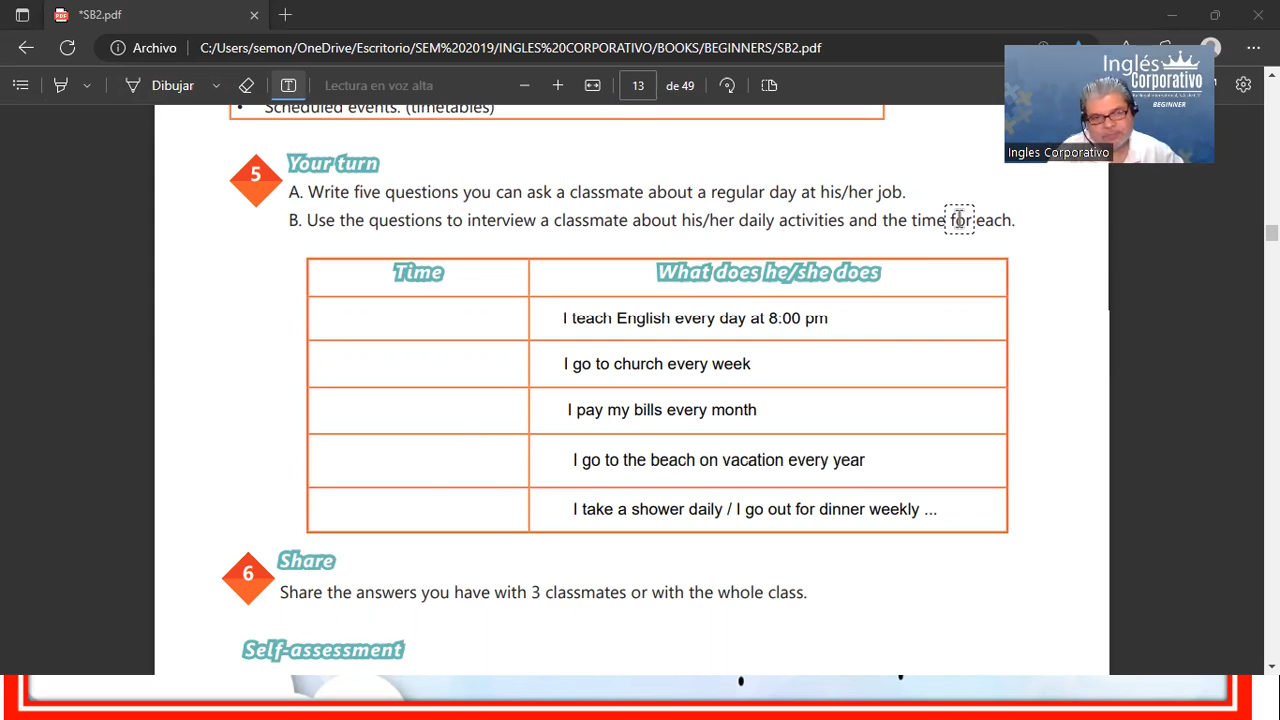 *SB2.pdf
Archivo
C:/Users/semon/OneDrive/Escritorio/SEM%202019/INGLES%20CORPORATIVO/BOOKS/BEGINNERS/SB2.pdf
Dibujar
Lectura en voz alta
13
de 49
Inglés
Corporativo
BEGINNER
Ingles Corporativo
• Scheduled events. (timetables)
5
Your turn
A. Write five questions you can ask a classmate about a regular day at his/her job.
B. Use the questions to interview a classmate about his/her daily activities and the time for each.
Time
What does he/she does
I teach English every day at 8:00 pm
I go to church every week
I pay my bills every month
I go to the beach on vacation every year
I take a shower daily / I go out for dinner weekly ...
6
Share
Share the answers you have with 3 classmates or with the whole class.
Self-assessment